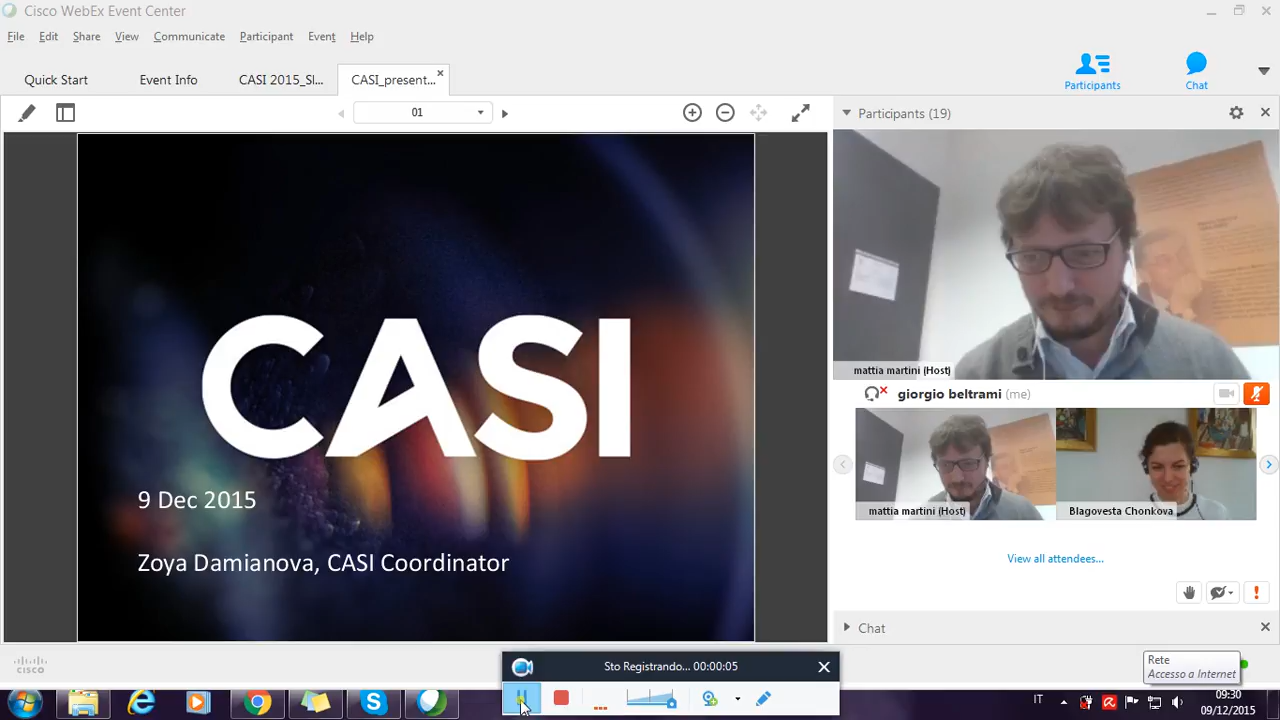 Cisco WebEx Event Center
File Edit Share View Communicate Participant Event Help
Quick Start Event Info CASI 2015_Sl... CASI_present...
Participants Chat
01
Participants (19)
CASI
9 Dec 2015
Zoya Damianova, CASI Coordinator
mattia martini (Host)
giorgio beltrami (me)
mattia martini (Host) Blagovesta Chonkova
View all attendees...
Chat
cisco
Sto Registrando... 00:00:05
Rete
Accesso a Internet
IT
09:30
09/12/2015